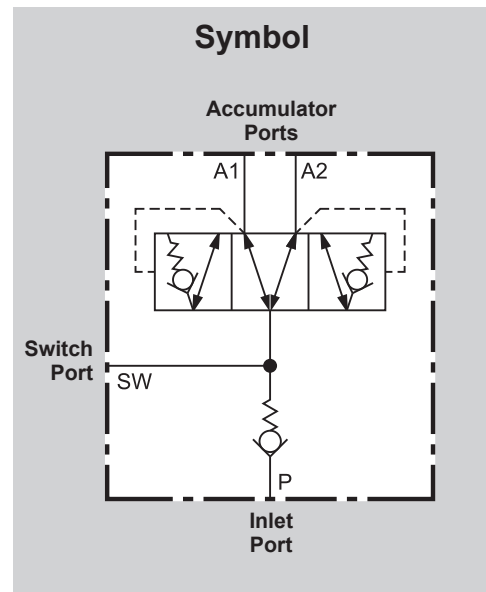 Symbol
Accumulator
Ports
A1
A2
Switch
Port
SW
P
Inlet
Port